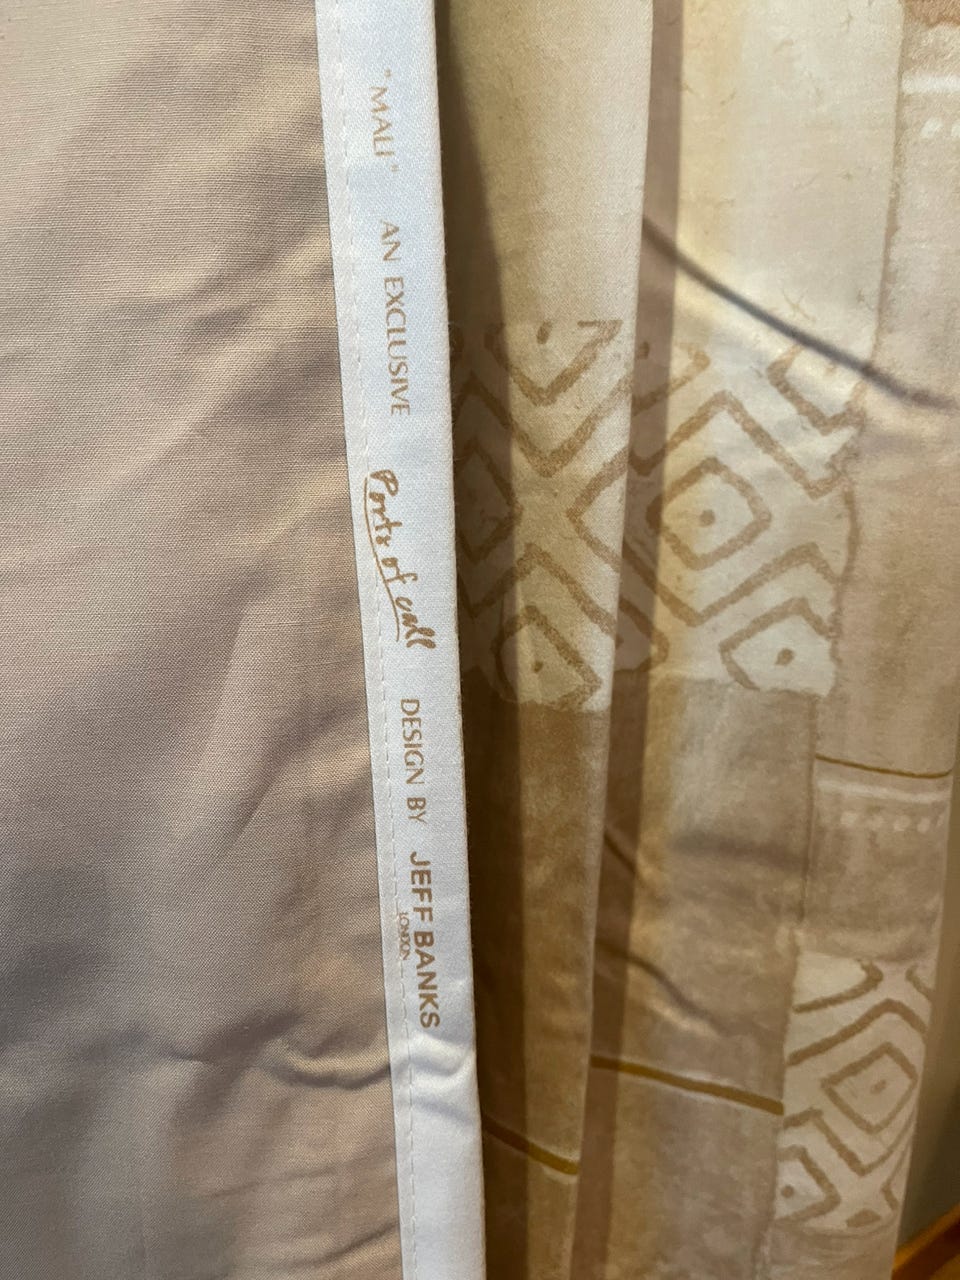 "MALI" AN EXCLUSIVE Ports of call DESIGN BY JEFF BANKS
LONDON